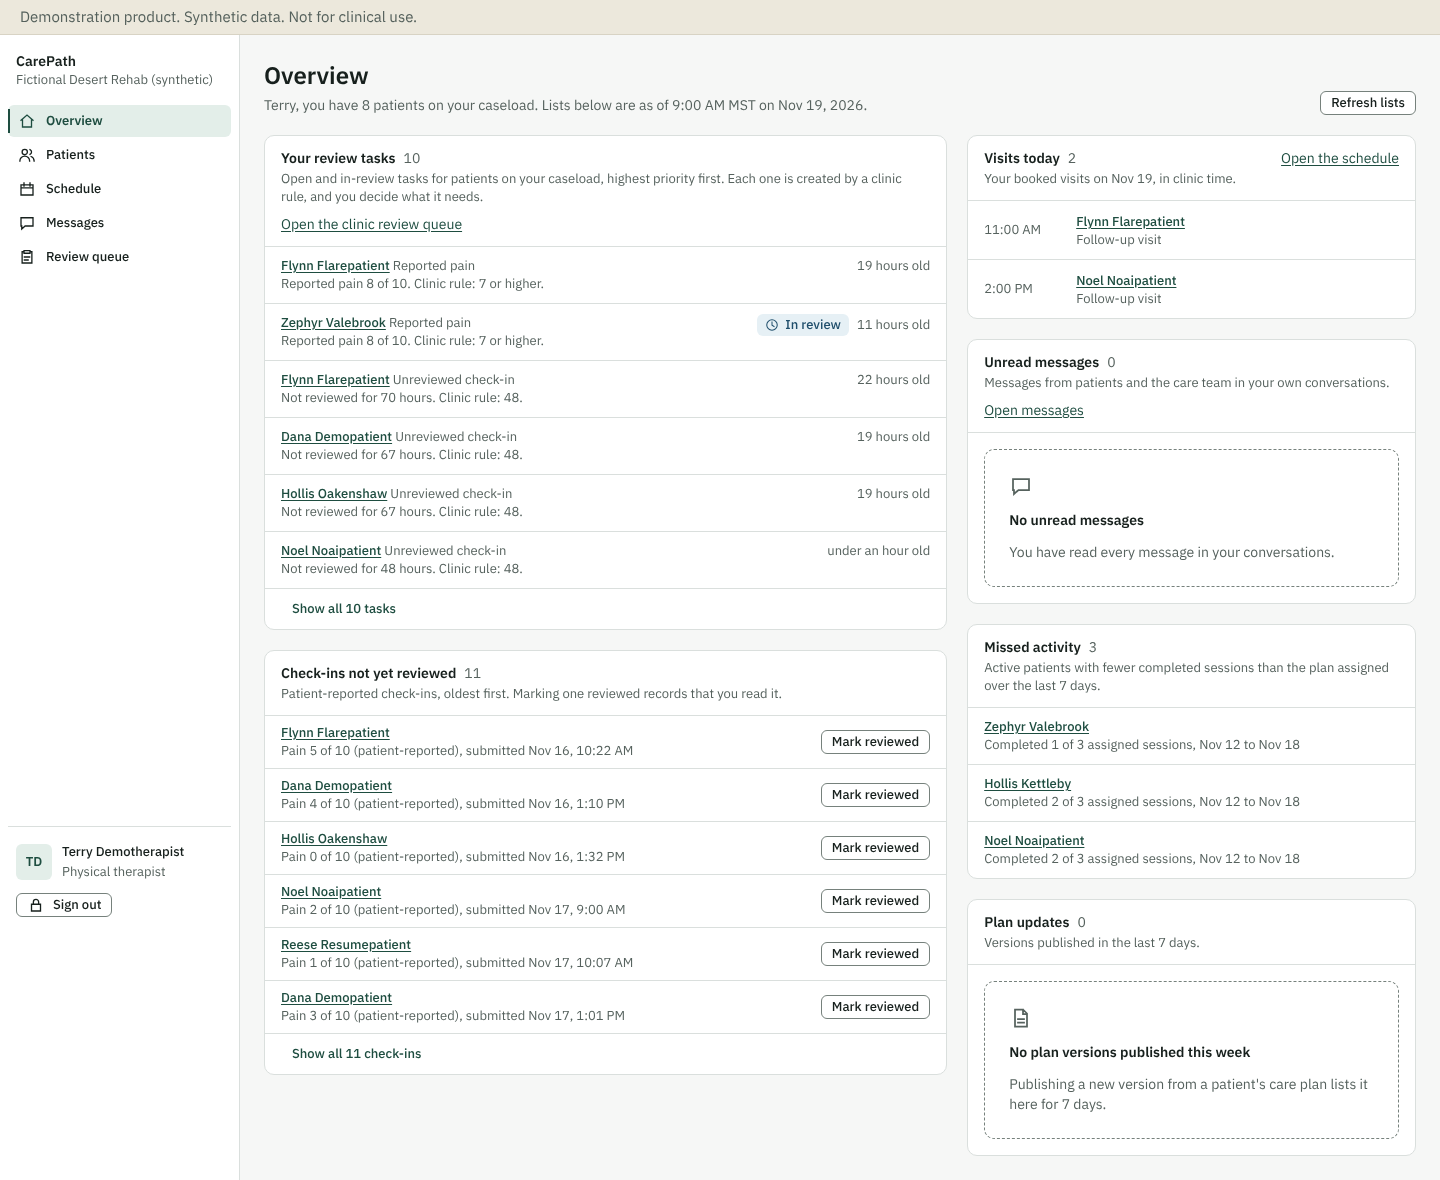 Demonstration product. Synthetic data. Not for clinical use.
CarePath
Fictional Desert Rehab (synthetic)
Overview
Patients
Schedule
Messages
Review queue
TD
Terry Demotherapist
Physical therapist
Sign out
Overview
Terry, you have 8 patients on your caseload. Lists below are as of 9:00 AM MST on Nov 19, 2026.
Refresh lists
Your review tasks 10
Open and in-review tasks for patients on your caseload, highest priority first. Each one is created by a clinic
rule, and you decide what it needs.
Open the clinic review queue
Flynn Flarepatient Reported pain 19 hours old
Reported pain 8 of 10. Clinic rule: 7 or higher.
Zephyr Valebrook Reported pain In review 11 hours old
Reported pain 8 of 10. Clinic rule: 7 or higher.
Flynn Flarepatient Unreviewed check-in 22 hours old
Not reviewed for 70 hours. Clinic rule: 48.
Dana Demopatient Unreviewed check-in 19 hours old
Not reviewed for 67 hours. Clinic rule: 48.
Hollis Oakenshaw Unreviewed check-in 19 hours old
Not reviewed for 67 hours. Clinic rule: 48.
Noel Noaipatient Unreviewed check-in under an hour old
Not reviewed for 48 hours. Clinic rule: 48.
Show all 10 tasks
Check-ins not yet reviewed 11
Patient-reported check-ins, oldest first. Marking one reviewed records that you read it.
Flynn Flarepatient
Pain 5 of 10 (patient-reported), submitted Nov 16, 10:22 AM
Mark reviewed
Dana Demopatient
Pain 4 of 10 (patient-reported), submitted Nov 16, 1:10 PM
Mark reviewed
Hollis Oakenshaw
Pain 0 of 10 (patient-reported), submitted Nov 16, 1:32 PM
Mark reviewed
Noel Noaipatient
Pain 2 of 10 (patient-reported), submitted Nov 17, 9:00 AM
Mark reviewed
Reese Resumepatient
Pain 1 of 10 (patient-reported), submitted Nov 17, 10:07 AM
Mark reviewed
Dana Demopatient
Pain 3 of 10 (patient-reported), submitted Nov 17, 1:01 PM
Mark reviewed
Show all 11 check-ins
Visits today 2
Open the schedule
Your booked visits on Nov 19, in clinic time.
11:00 AM
Flynn Flarepatient
Follow-up visit
2:00 PM
Noel Noaipatient
Follow-up visit
Unread messages 0
Messages from patients and the care team in your own conversations.
Open messages
No unread messages
You have read every message in your conversations.
Missed activity 3
Active patients with fewer completed sessions than the plan assigned
over the last 7 days.
Zephyr Valebrook
Completed 1 of 3 assigned sessions, Nov 12 to Nov 18
Hollis Kettleby
Completed 2 of 3 assigned sessions, Nov 12 to Nov 18
Noel Noaipatient
Completed 2 of 3 assigned sessions, Nov 12 to Nov 18
Plan updates 0
Versions published in the last 7 days.
No plan versions published this week
Publishing a new version from a patient's care plan lists it
here for 7 days.